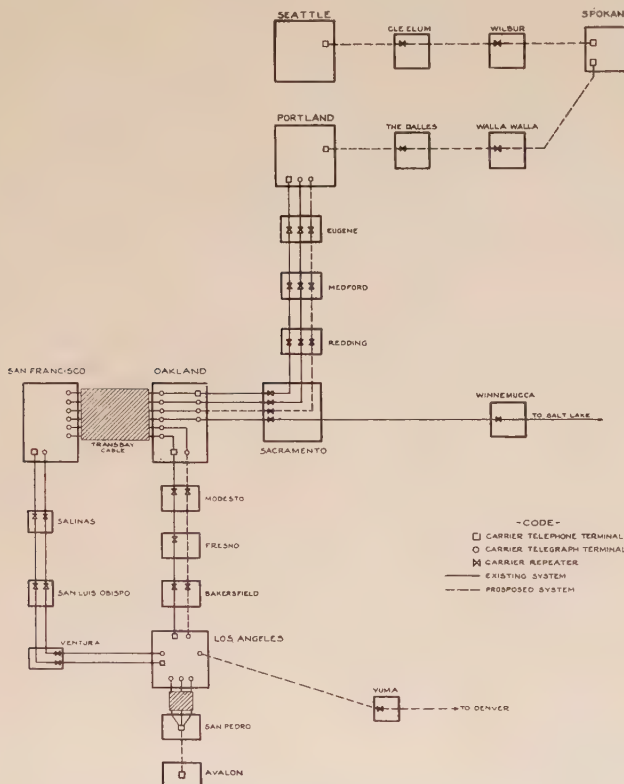 SEATTLE
CLE ELUM
WILBUR
SPOKAN
PORTLAND
THE DALLES
WALLA WALLA
EUGENE
MEDFORD
REDDING
SAN FRANCISCO
OAKLAND
TRANSBAY
CABLE
SACRAMENTO
WINNEMUCCA
TO SALT LAKE
MODESTO
SALINAS
FRESNO
SAN LUIS OBISPO
BAKERSFIELD
VENTURA
LOS ANGELES
-CODE-
CARRIER TELEPHONE TERMINAL
CARRIER TELEGRAPH TERMINAL
CARRIER REPEATER
EXISTING SYSTEM
PROSPOSED SYSTEM
YUMA
TO DENVER
SAN PEDRO
AVALON